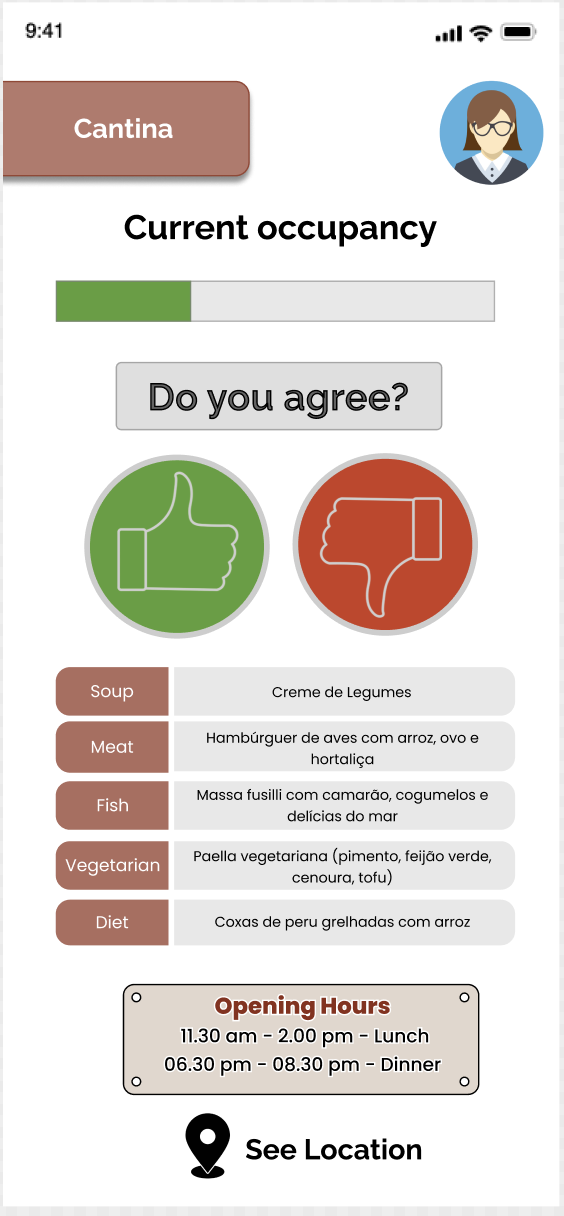 9:41
Cantina
Current occupancy
Do you agree?
Soup
Creme de Legumes
Meat
Hambúrguer de aves com arroz, ovo e
hortaliça
Fish
Massa fusilli com camarão, cogumelos e
delícias do mar
Vegetarian
Paella vegetariana (pimento, feijão verde,
cenoura, tofu)
Diet
Coxas de peru grelhadas com arroz
Opening Hours
11.30 am - 2.00 pm - Lunch
06.30 pm - 08.30 pm - Dinner
See Location